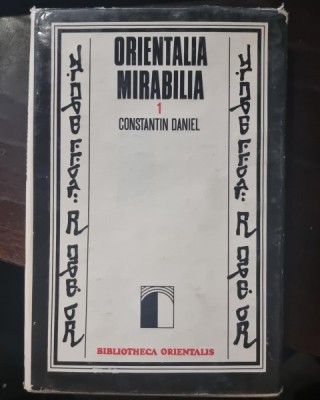 ORIENTALIA
MIRABILIA
1
CONSTANTIN DANIEL
BIBLIOTHECA ORIENTALIS